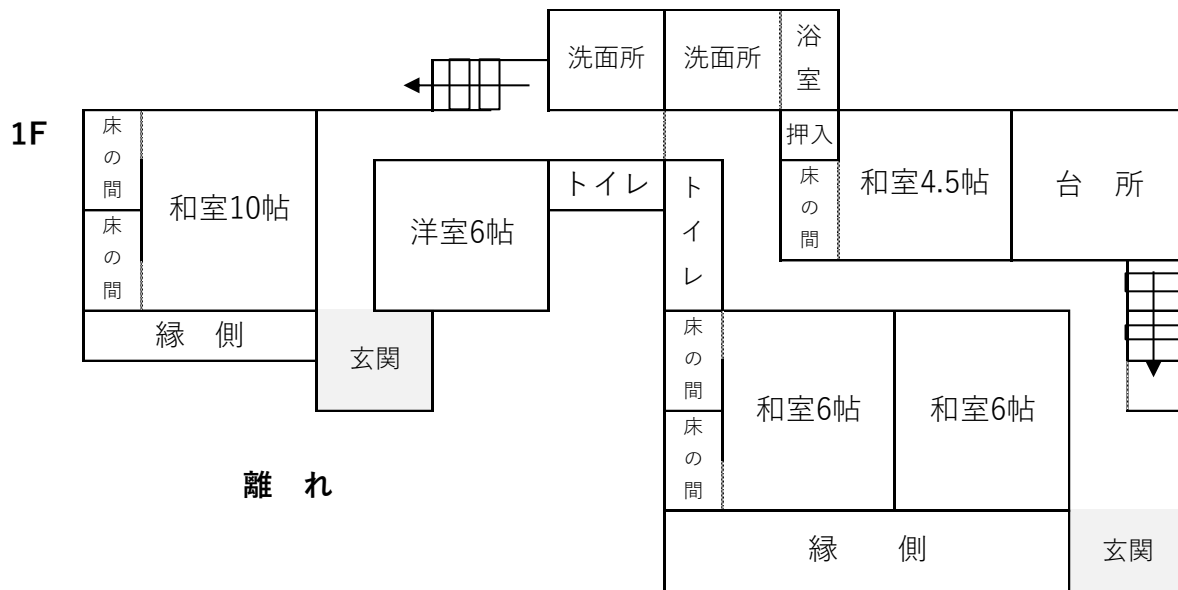 洗面所
洗面所
浴室
1F
床の間
和室10帖
床の間
洋室6帖
トイレ
トイレ
押入
床の間
和室4.5帖
台 所
縁 側
玄関
床の間
和室6帖
和室6帖
床の間
離 れ
縁 側
玄関